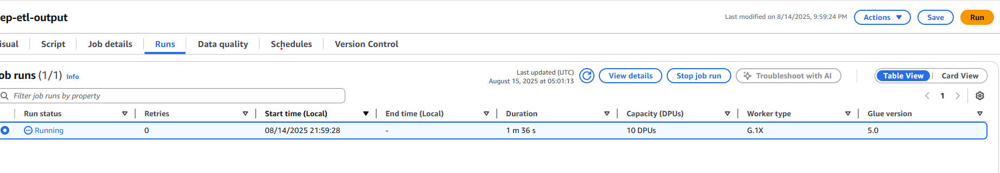 ep-etl-output
Last modified on 8/14/2025, 9:59:24 PM
Actions
Save
Run
isual
Script
Job details
Runs
Data quality
Schedules
Version Control
ob runs (1/1) Info
Last updated (UTC)
August 15, 2025 at 05:01:13
View details
Stop job run
Troubleshoot with AI
Table View
Card View
Filter job runs by property
1
Run status Retries Start time (Local) End time (Local) Duration Capacity (DPUs) Worker type Glue version
Running 0 08/14/2025 21:59:28 - 1 m 36 s 10 DPUs G.1X 5.0